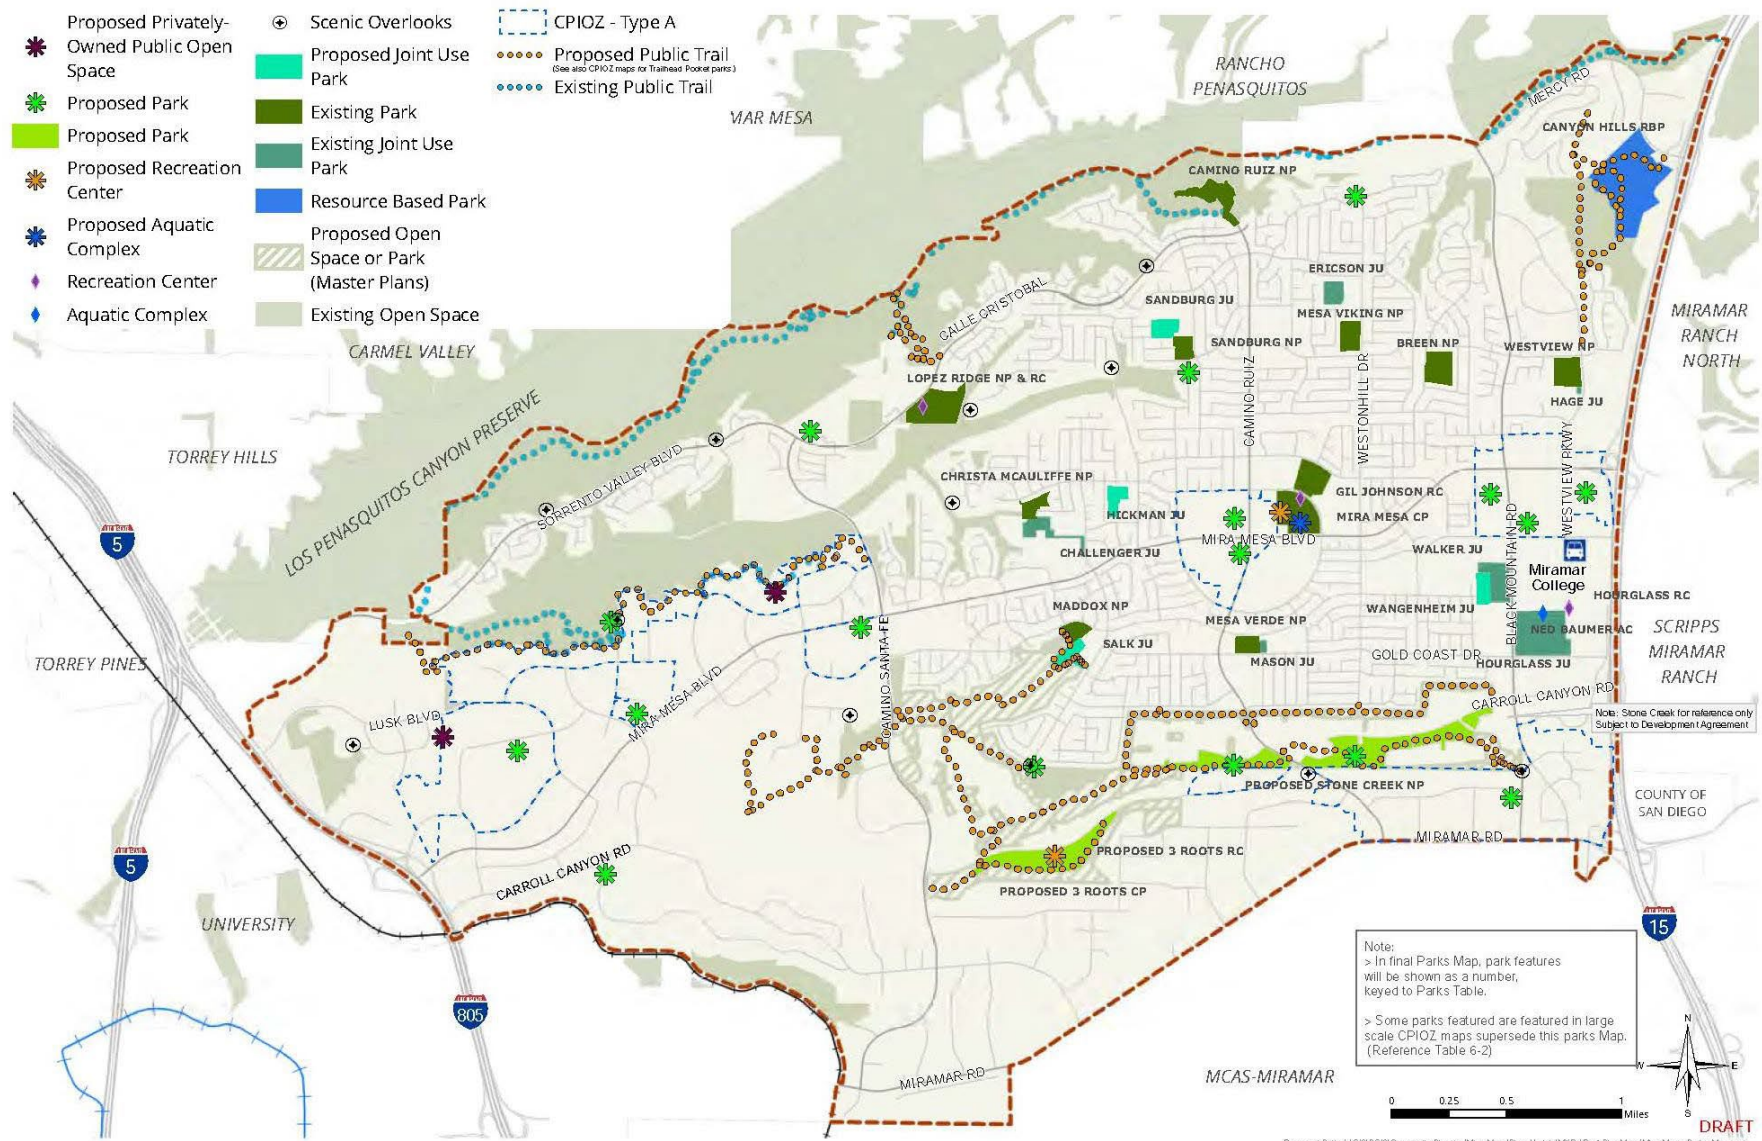 Proposed Privately-
Owned Public Open
Space
Proposed Park
Proposed Park
Proposed Recreation
Center
Proposed Aquatic
Complex
Recreation Center
Aquatic Complex
Scenic Overlooks
Proposed Joint Use
Park
Existing Park
Existing Joint Use
Park
Resource Based Park
Proposed Open
Space or Park
(Master Plans)
Existing Open Space
CPIOZ - Type A
Proposed Public Trail
(See also CPIOZ maps for Trailhead Pocket parks.)
Existing Public Trail
RANCHO
PENASQUITOS
MERCY RD
MAR MESA
CANYON HILLS RBP
CAMINO RUIZ NP
ERICSON JU
CALLE CRISTOBAL
SANDBURG JU
MESA VIKING NP
MIRAMAR
RANCH
NORTH
CARMEL VALLEY
SANDBURG NP
BREEN NP
WESTVIEW NP
LOPEZ RIDGE NP & RC
CAMINO RUIZ
WESTONHILL DR
HAGE JU
LOS PENASQUITOS CANYON PRESERVE
TORREY HILLS
SORRENTO VALLEY BLVD
CHRISTA MCAULIFFE NP
WESTVIEW PKWY
GIL JOHNSON RC
HICKMAN JU
MIRA MESA CP
5
MIRA MESA BLVD
CHALLENGER JU
WALKER JU
BLACK MOUNTAIN RD
Miramar
College
HOURGLASS RC
MADDOX NP
WANGENHEIM JU
MESA VERDE NP
NED BAUMER AC
SCRIPPS
MIRAMAR
RANCH
SALK JU
GOLD COAST DR
MASON JU
HOURGLASS JU
TORREY PINES
CAMINO SANTA FE
MIRA MESA BLVD
CARROLL CANYON RD
LUSK BLVD
Note: Stone Creek for reference only
Subject to Development Agreement
PROPOSED STONE CREEK NP
COUNTY OF
SAN DIEGO
MIRAMAR RD
5
CARROLL CANYON RD
PROPOSED 3 ROOTS RC
PROPOSED 3 ROOTS CP
UNIVERSITY
15
Note:
> In final Parks Map, park features
will be shown as a number,
keyed to Parks Table.
> Some parks featured are featured in large
scale CPIOZ maps supersede this parks Map.
(Reference Table 6-2)
805
MIRAMAR RD
MCAS-MIRAMAR
N
W
E
S
0
0.25
0.5
1
Miles
DRAFT